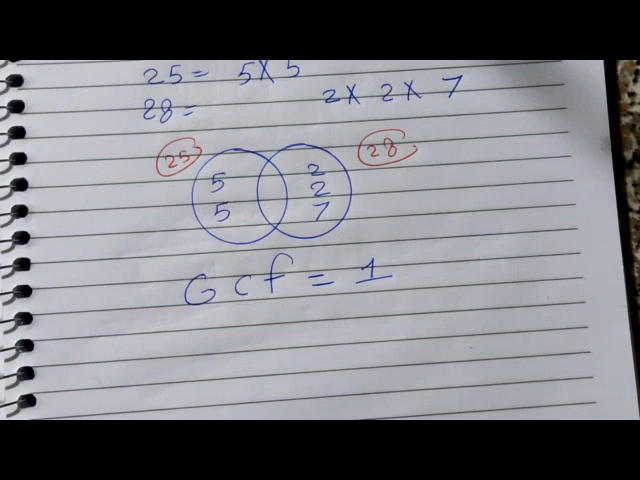 25 = 5 X 5
28 = 2 X 2 X 7
25 28
5 2
2
5 7
Gcf = 1